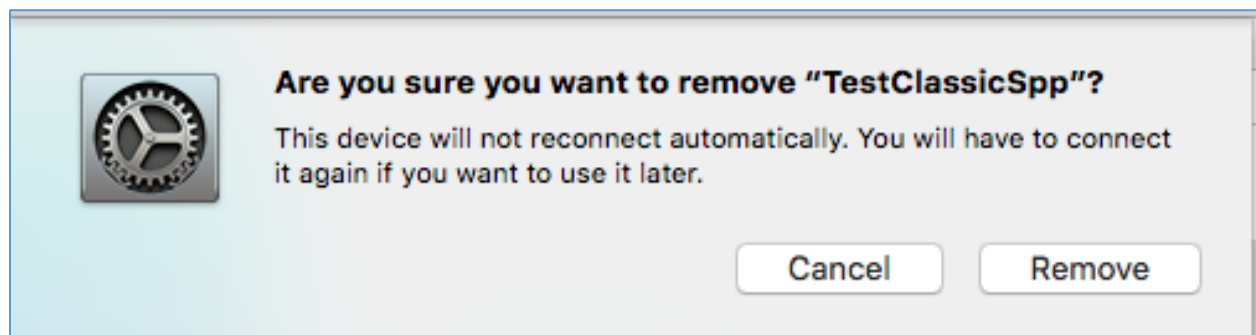 Are you sure you want to remove “TestClassicSpp”?
This device will not reconnect automatically. You will have to connect
it again if you want to use it later.
Cancel Remove